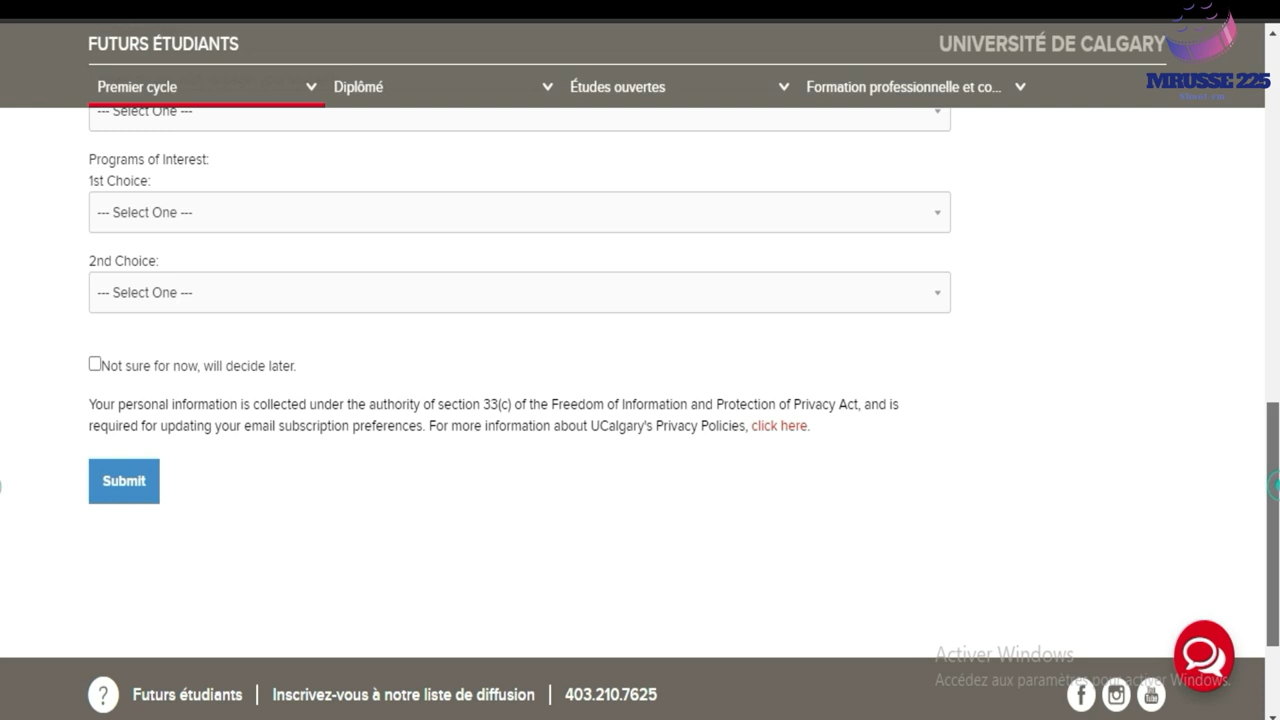 FUTURS ÉTUDIANTS
UNIVERSITÉ DE CALGARY
MRUSSE 225
Premier cycle
Diplômé
Études ouvertes
Formation professionnelle et co...
--- Select One ---
Programs of Interest:
1st Choice:
--- Select One ---
2nd Choice:
--- Select One ---
Not sure for now, will decide later.
Your personal information is collected under the authority of section 33(c) of the Freedom of Information and Protection of Privacy Act, and is
required for updating your email subscription preferences. For more information about UCalgary's Privacy Policies, click here.
Submit
Activer Windows
Accédez aux paramètres pour activer Windows.
? Futurs étudiants | Inscrivez-vous à notre liste de diffusion | 403.210.7625